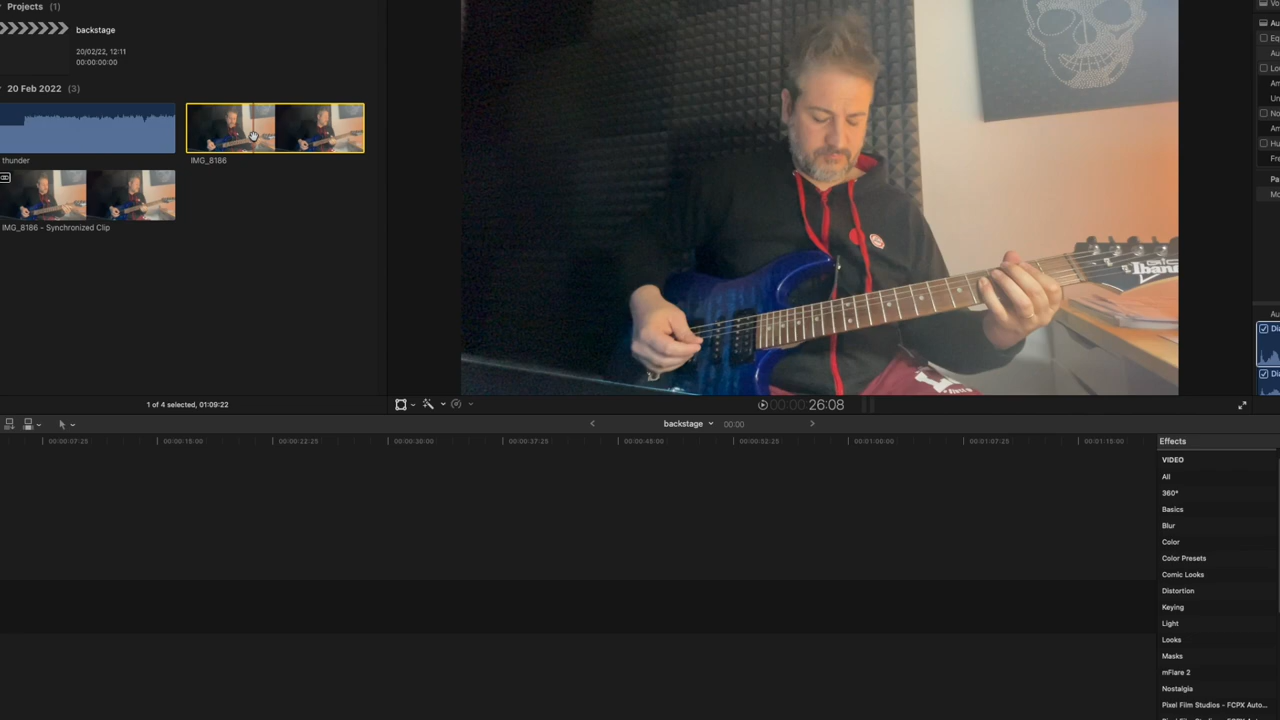 Projects (1)
backstage
20/02/22, 12:11
00:00:00:00
20 Feb 2022 (3)
thunder
IMG_8186
IMG_8186 - Synchronized Clip
Ibanez
1 of 4 selected, 01:09:22
00:00:26:08
backstage
00:00
00:00:07:25
00:00:15:00
00:00:22:25
00:00:30:00
00:00:37:25
00:00:45:00
00:00:52:25
00:01:00:00
00:01:07:25
00:01:15:00
Effects
VIDEO
All
360°
Basics
Blur
Color
Color Presets
Comic Looks
Distortion
Keying
Light
Looks
Masks
mFlare 2
Nostalgia
Pixel Film Studios - FCPX Auto...